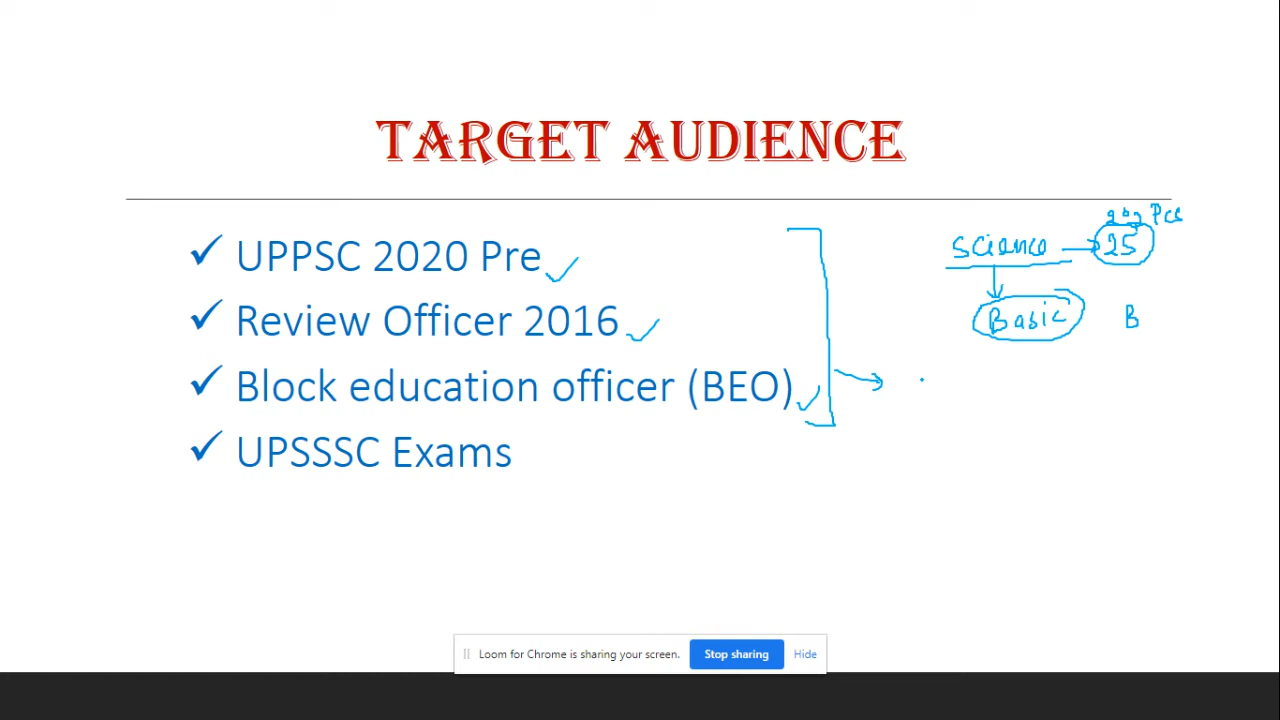 TARGET AUDIENCE
PCS
Science → 25
Basic B
✓ UPPSC 2020 Pre
✓ Review Officer 2016
✓ Block education officer (BEO)
✓ UPSSSC Exams
Loom for Chrome is sharing your screen. Stop sharing Hide